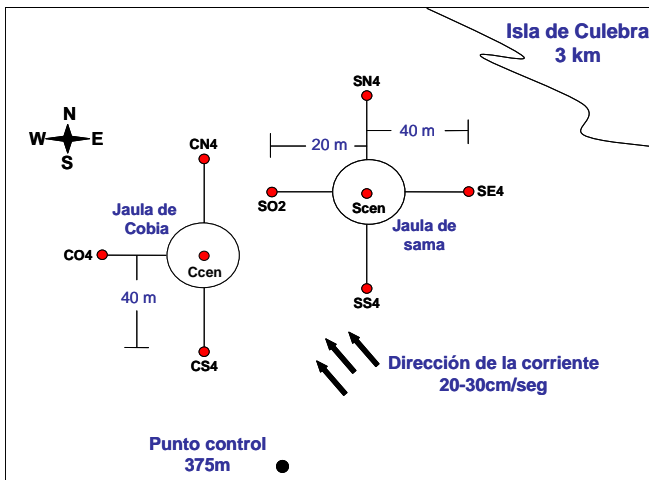 Isla de Culebra
3 km
N
W E
S
SN4
20 m
40 m
CN4
SO2
Scen
SE4
Jaula de
Cobia
Jaula de
sama
CO4
Ccen
40 m
SS4
CS4
Dirección de la corriente
20-30cm/seg
Punto control
375m